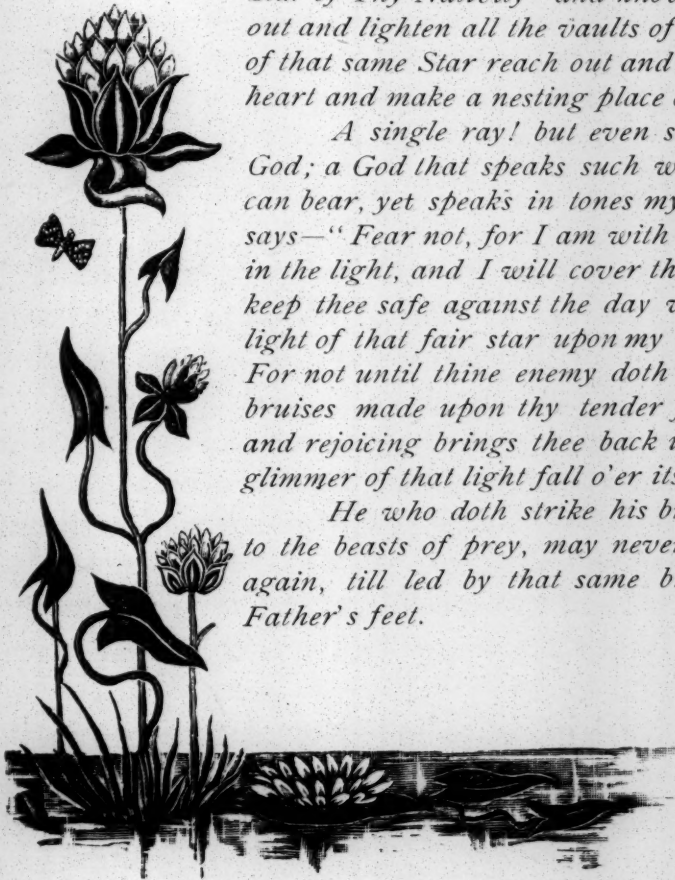 out and lighten all the vaults of
of that same Star reach out and
heart and make a nesting place
A single ray! but even s
God; a God that speaks such w
can bear, yet speaks in tones my
says—“ Fear not, for I am with
in the light, and I will cover th
keep thee safe against the day
light of that fair star upon my
For not until thine enemy doth
bruises made upon thy tender
and rejoicing brings thee back
glimmer of that light fall o'er its
He who doth strike his b
to the beasts of prey, may never
again, till led by that same b
Father's feet.